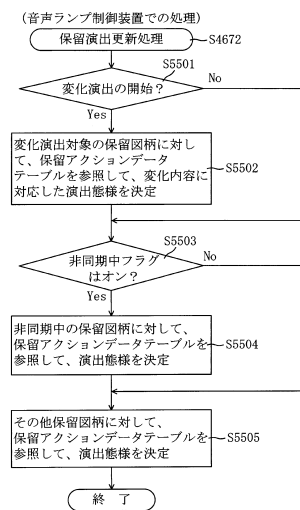 (音声ランプ制御装置での処理)
保留演出更新処理
S4672
S5501
変化演出の開始?
No
Yes
変化演出対象の保留図柄に対し
て、保留アクションデータ
テーブルを参照して、変化内容に
対応した演出態様を決定
S5502
S5503
非同期中フラグ
はオン?
No
Yes
非同期中の保留図柄に対して、
保留アクションデータテーブルを
参照して、演出態様を決定
S5504
その他保留図柄に対して、
保留アクションデータテーブルを
参照して、演出態様を決定
S5505
終了